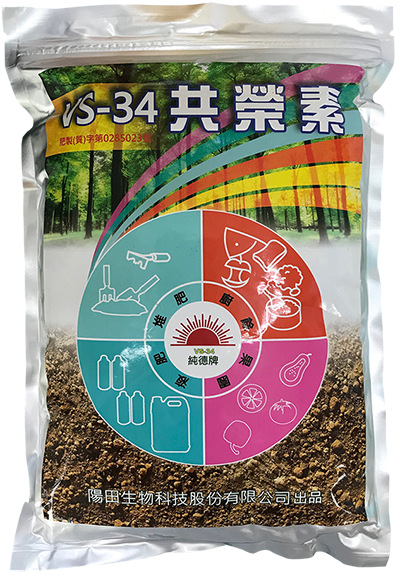 VS-34 共榮素
肥製(質)字第0285023號
堆肥
廚餘
液肥
果園
VS-34
純德牌
陽田生物科技股份有限公司出品